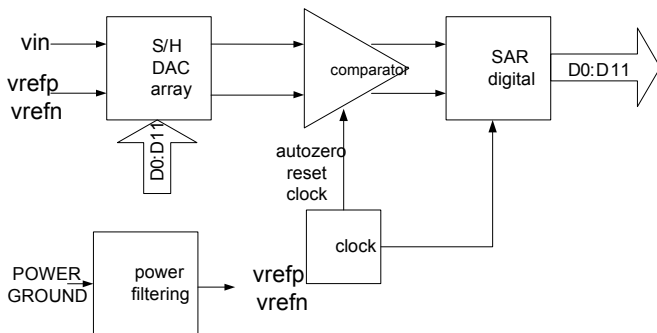 vin
vrefp
vrefn
S/H
DAC
array
D0:D11
comparator
SAR
digital
D0:D11
autozero
reset
clock
clock
POWER
GROUND
power
filtering
vrefp
vrefn